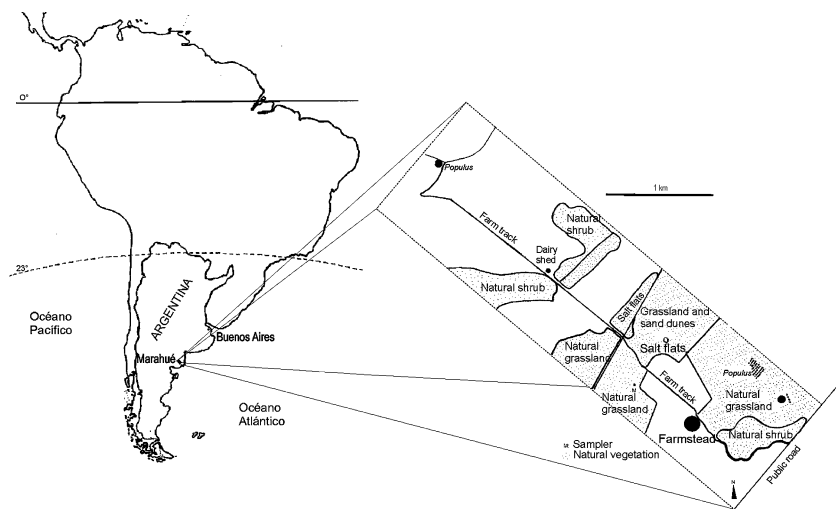 0°
23°
Océano
Pacifico
ARGENTINA
Buenos Aires
Marahué
Océano
Atlántico
Populus
1 km
Farm track
Natural
shrub
Dairy
shed
Natural shrub
Salt flats
Grassland and
sand dunes
Natural
grassland
Salt flats
Populus
Farm track
Natural
grassland
Natural
grassland
Farmstead
Natural shrub
Sampler
Natural vegetation
Public road
N